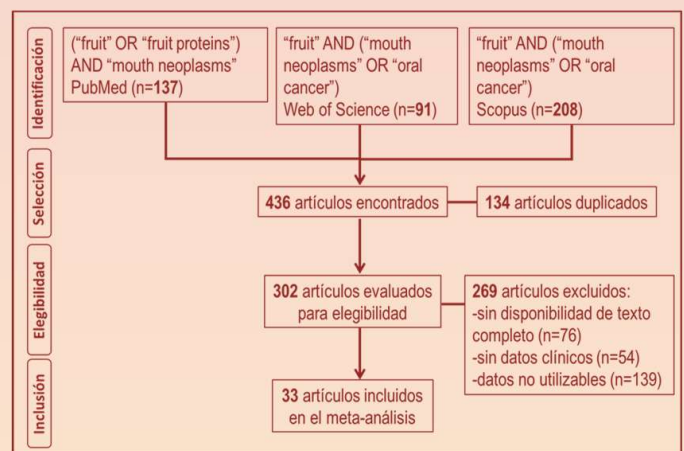 Identificación
(“fruit” OR “fruit proteins”)
AND “mouth neoplasms”
PubMed (n=137)
“fruit” AND (“mouth
neoplasms” OR “oral
cancer”)
Web of Science (n=91)
“fruit” AND (“mouth
neoplasms” OR “oral
cancer”)
Scopus (n=208)
Selección
436 artículos encontrados
134 artículos duplicados
Elegibilidad
302 artículos evaluados
para elegibilidad
269 artículos excluidos:
-sin disponibilidad de texto
completo (n=76)
-sin datos clínicos (n=54)
-datos no utilizables (n=139)
Inclusión
33 artículos incluidos
en el meta-análisis